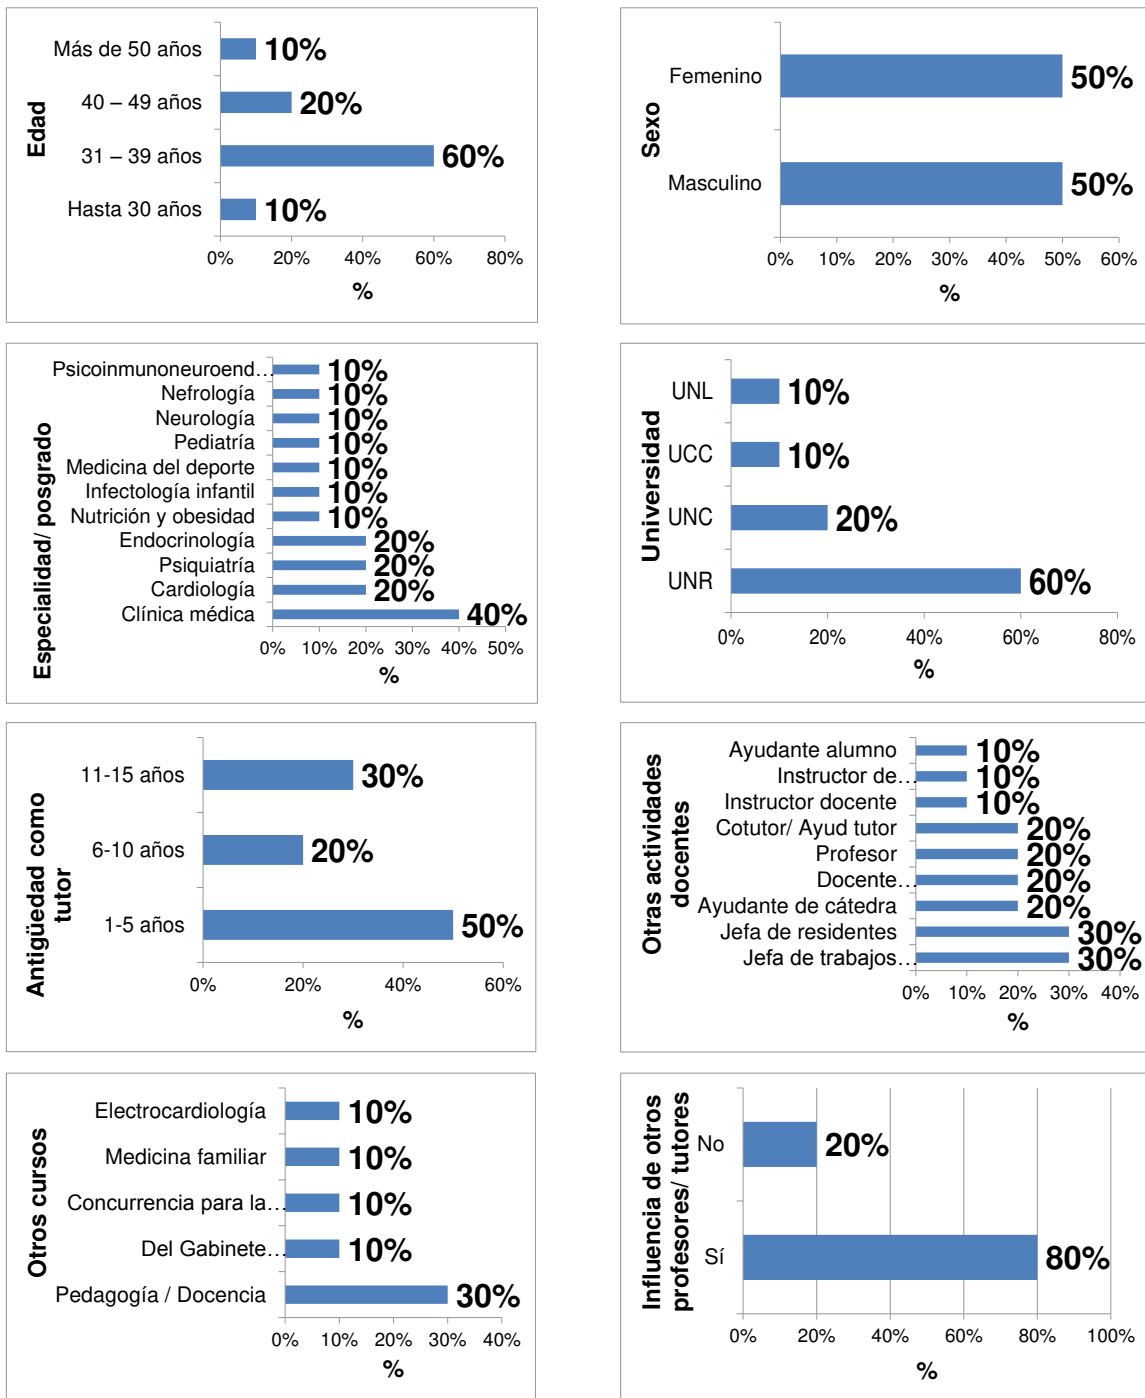 Edad
Más de 50 años 10%
40 – 49 años 20%
31 – 39 años 60%
Hasta 30 años 10%
0% 20% 40% 60% 80%
%
Sexo
Femenino 50%
Masculino 50%
0% 10% 20% 30% 40% 50% 60%
%
Especialidad/ posgrado
Psicoinmunoneuroend… 10%
Nefrología 10%
Neurología 10%
Pediatría 10%
Medicina del deporte 10%
Infectología infantil 10%
Nutrición y obesidad 10%
Endocrinología 20%
Psiquiatría 20%
Cardiología 20%
Clínica médica 40%
0% 10% 20% 30% 40% 50%
%
Universidad
UNL 10%
UCC 10%
UNC 20%
UNR 60%
0% 20% 40% 60% 80%
%
Antigüedad como
tutor
11-15 años 30%
6-10 años 20%
1-5 años 50%
0% 20% 40% 60%
%
Otras actividades
docentes
Ayudante alumno 10%
Instructor de… 10%
Instructor docente 10%
Cotutor/ Ayud tutor 20%
Profesor 20%
Docente… 20%
Ayudante de cátedra 20%
Jefa de residentes 30%
Jefa de trabajos… 30%
0% 10% 20% 30% 40%
%
Otros cursos
Electrocardiología 10%
Medicina familiar 10%
Concurrencia para la… 10%
Del Gabinete… 10%
Pedagogía / Docencia 30%
0% 10% 20% 30% 40%
%
Influencia de otros
profesores/ tutores
No 20%
Sí 80%
0% 20% 40% 60% 80% 100%
%